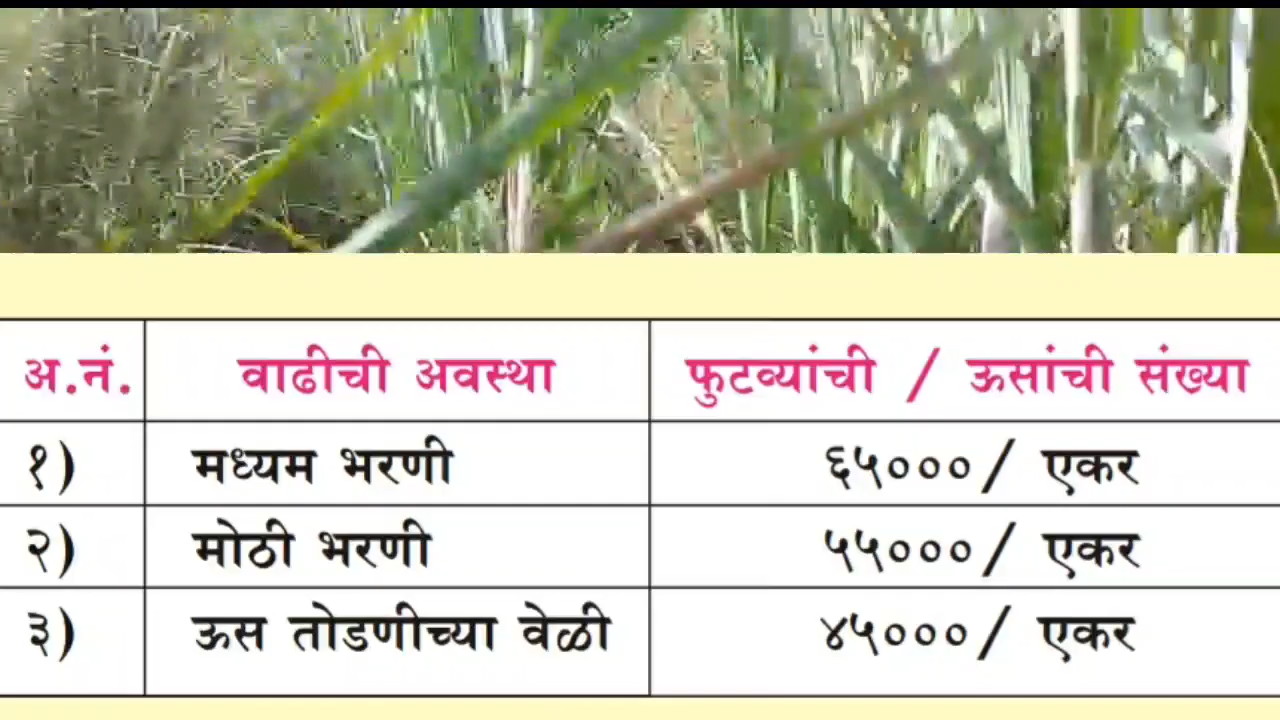 अ.नं. वाढीची अवस्था फुटव्यांची / ऊसांची संख्या
१) मध्यम भरणी ६५०००/ एकर
२) मोठी भरणी ५५०००/ एकर
३) ऊस तोडणीच्या वेळी ४५०००/ एकर